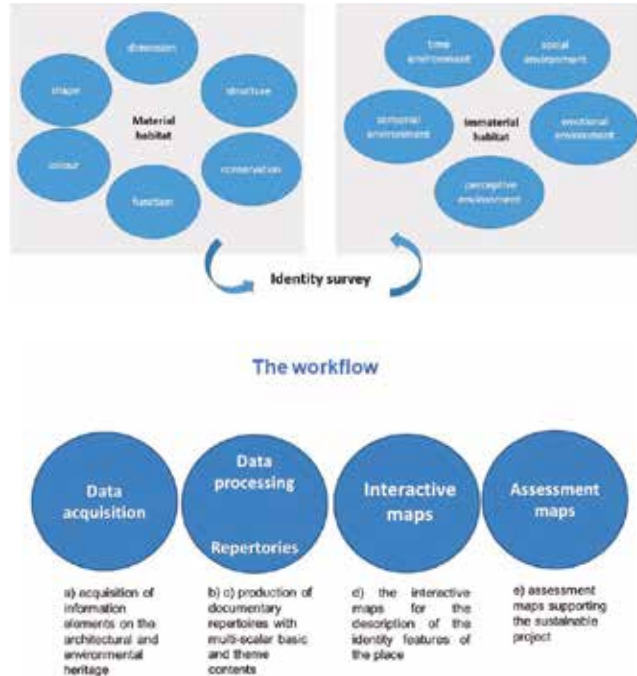 dimension
shape
structure
Material
habitat
colour
conservation
function
time
environment
social
environment
sensorial
environment
Immaterial
habitat
emotional
environment
perceptive
environment
Identity survey
The workflow
Data
acquisition
Data
processing
Repertories
Interactive
maps
Assessment
maps
a) acquisition of
information
elements on the
architectural and
environmental
heritage
b) c) production of
documentary
repertoires with
multi-scalar basic
and theme
contents
d) the interactive
maps for the
description of the
identity features of
the place
e) assessment
maps supporting
the sustainable
project